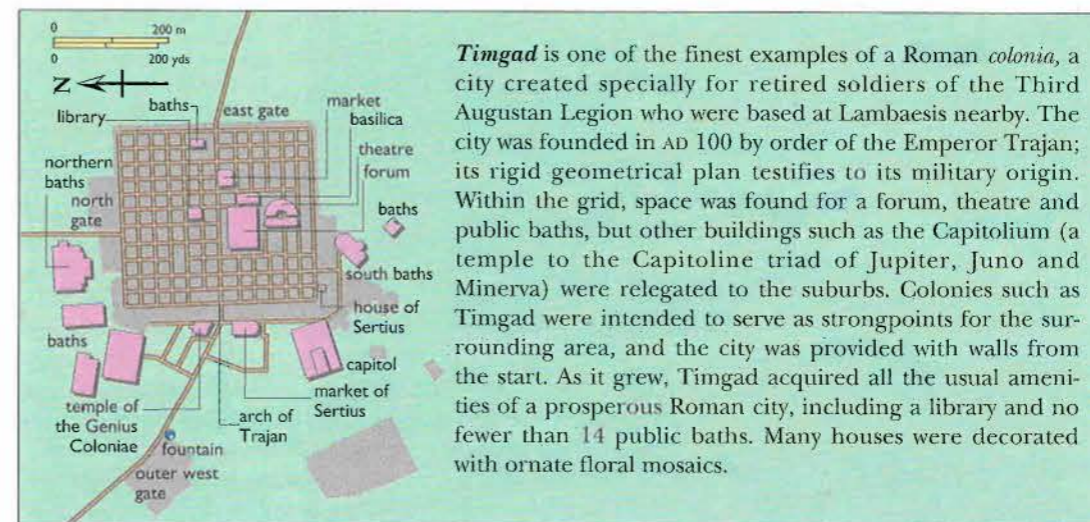 0 200 m
0 200 yds
N
baths
east gate
market
basilica
library
theatre
forum
northern
baths
north
gate
baths
south baths
house of
Sertius
baths
capitol
market of
Sertius
temple of
the Genius
Coloniae
arch of
Trajan
fountain
outer west
gate
Timgad is one of the finest examples of a Roman colonia, a
city created specially for retired soldiers of the Third
Augustan Legion who were based at Lambaesis nearby. The
city was founded in AD 100 by order of the Emperor Trajan;
its rigid geometrical plan testifies to its military origin.
Within the grid, space was found for a forum, theatre and
public baths, but other buildings such as the Capitolium (a
temple to the Capitoline triad of Jupiter, Juno and
Minerva) were relegated to the suburbs. Colonies such as
Timgad were intended to serve as strongpoints for the sur-
rounding area, and the city was provided with walls from
the start. As it grew, Timgad acquired all the usual ameni-
ties of a prosperous Roman city, including a library and no
fewer than 14 public baths. Many houses were decorated
with ornate floral mosaics.